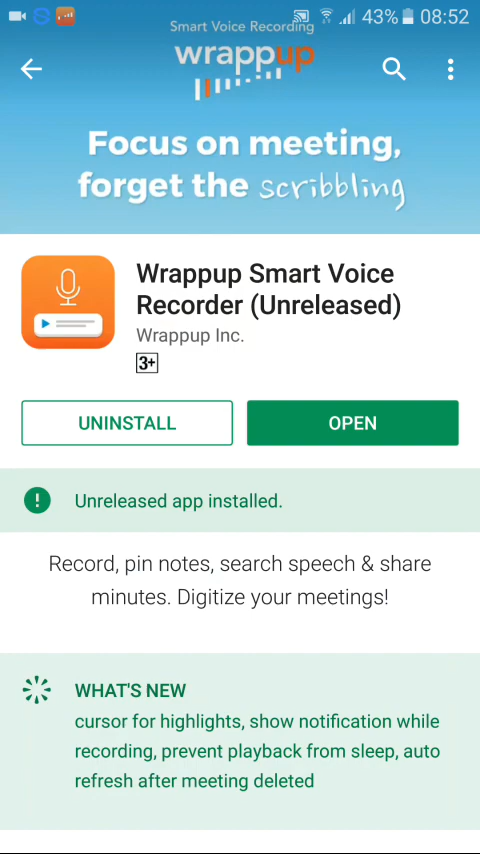 43% 08:52
Smart Voice Recording
wrappup
Focus on meeting,
forget the scribbling
Wrappup Smart Voice
Recorder (Unreleased)
Wrappup Inc.
3+
UNINSTALL OPEN
Unreleased app installed.
Record, pin notes, search speech & share
minutes. Digitize your meetings!
WHAT'S NEW
cursor for highlights, show notification while
recording, prevent playback from sleep, auto
refresh after meeting deleted